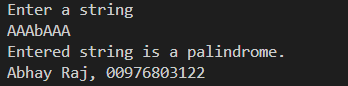 Enter a string
AAAbAAA
Entered string is a palindrome.
Abhay Raj, 00976803122